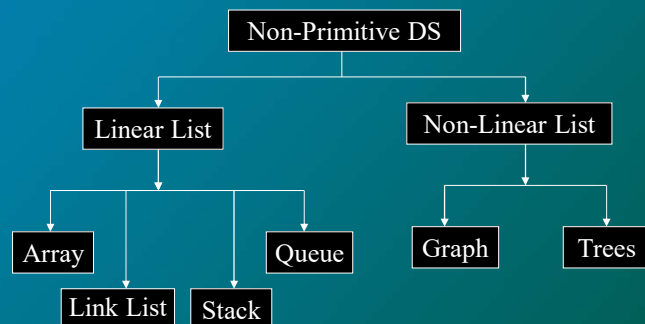 Non-Primitive DS
Linear List
Non-Linear List
Array
Link List
Stack
Queue
Graph
Trees